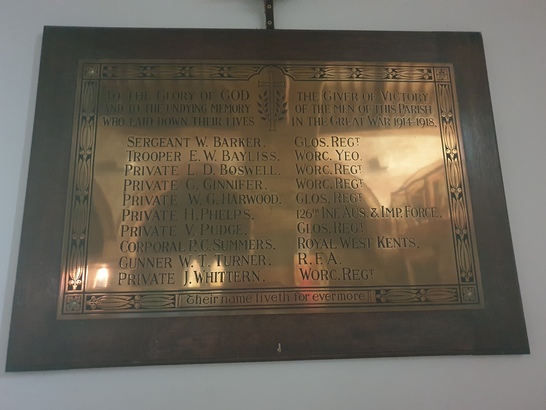 TO THE GLORY OF GOD THE GIVER OF VICTORY
AND TO THE UNDYING MEMORY OF THE MEN OF THIS PARISH
WHO LAID DOWN THEIR LIVES IN THE GREAT WAR 1914-1918.
SERGEANT W. BARKER. GLOS. REGT
TROOPER E. W. BAYLISS. WORC. YEO.
PRIVATE L. D. BOSWELL. WORC. REGT
PRIVATE G. GINNIFER. WORC. REGT
PRIVATE W. G. HARWOOD. GLOS. REGT
PRIVATE H. PHELPS. 126TH INF. AUS. & IMP. FORCE.
PRIVATE V. PUDGE. GLOS. REGT
CORPORAL P. C. SUMMERS. ROYAL WEST KENTS.
GUNNER W. T. TURNER. R. F. A.
PRIVATE J. WHITTERN. WORC. REGT
Their name liveth for evermore